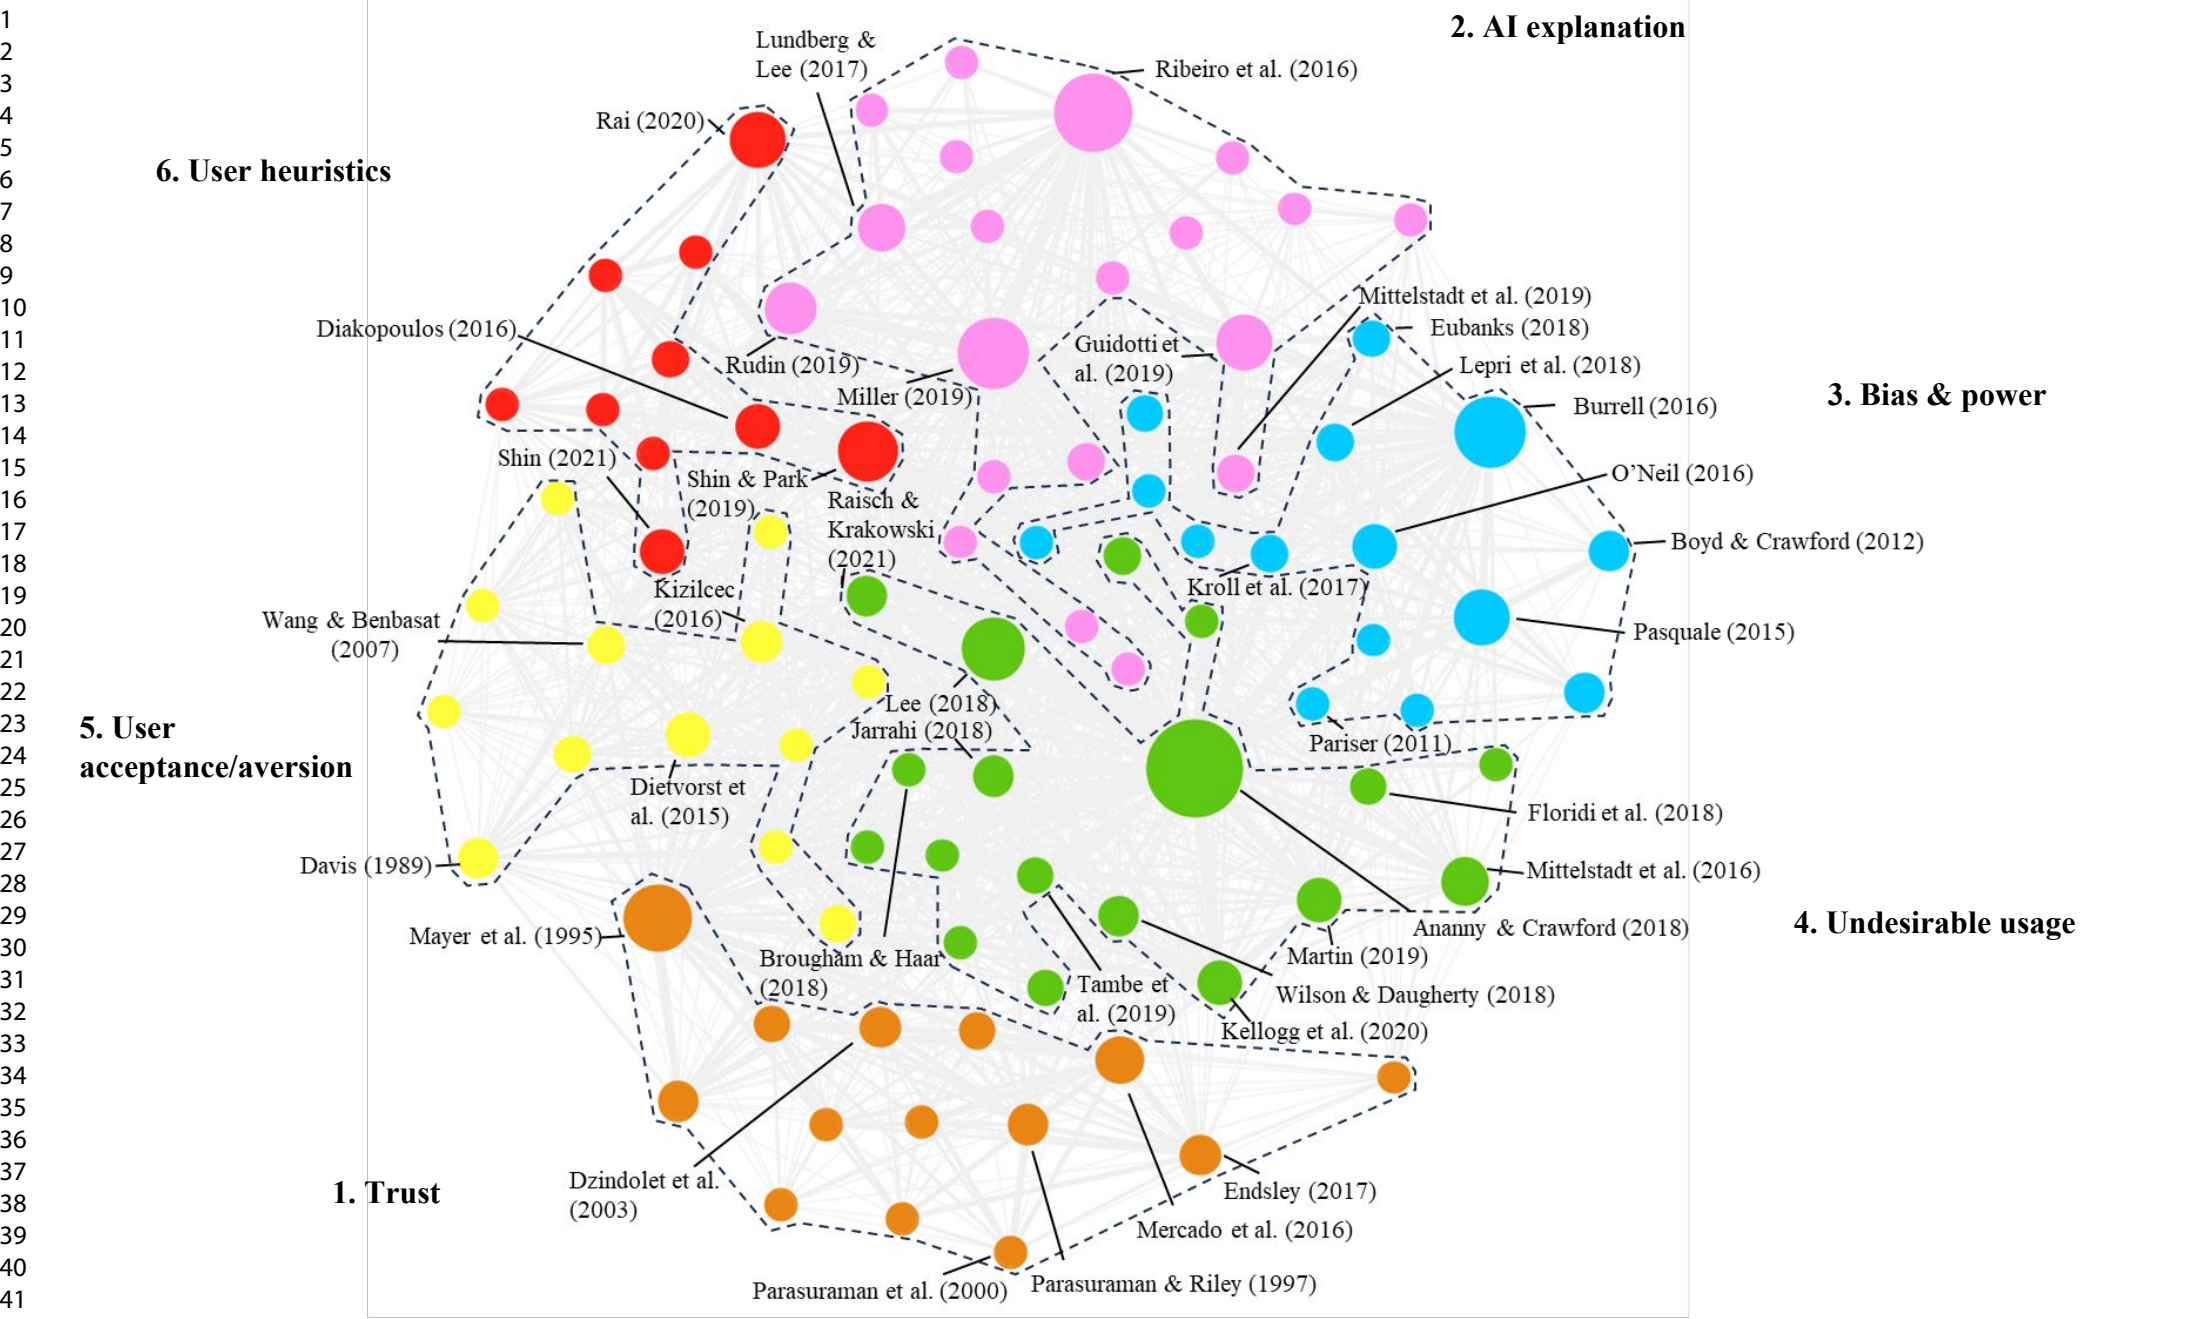 1
2
3
4
5
6
7
8
9
10
11
12
13
14
15
16
17
18
19
20
21
22
23
24
25
26
27
28
29
30
31
32
33
34
35
36
37
38
39
40
41
2. AI explanation
Lundberg &
Lee (2017)
Ribeiro et al. (2016)
Rai (2020)
6. User heuristics
Mittelstadt et al. (2019)
Eubanks (2018)
Diakopoulos (2016)
Guidotti et
al. (2019)
Rudin (2019)
Lepri et al. (2018)
Miller (2019)
3. Bias & power
Burrell (2016)
Shin (2021)
Shin & Park
(2019)
O'Neil (2016)
Raisch &
Krakowski
(2021)
Boyd & Crawford (2012)
Kizilcec
(2016)
Kroll et al. (2017)
Wang & Benbasat
(2007)
Pasquale (2015)
Lee (2018)
Jarrahi (2018)
5. User
acceptance/aversion
Pariser (2011)
Dietvorst et
al. (2015)
Floridi et al. (2018)
Davis (1989)
Mittelstadt et al. (2016)
Mayer et al. (1995)
Ananny & Crawford (2018)
4. Undesirable usage
Brougham & Haar
(2018)
Martin (2019)
Tambe et
al. (2019)
Wilson & Daugherty (2018)
Kellogg et al. (2020)
Dzindolet et al.
(2003)
1. Trust
Endsley (2017)
Mercado et al. (2016)
Parasuraman et al. (2000)
Parasuraman & Riley (1997)